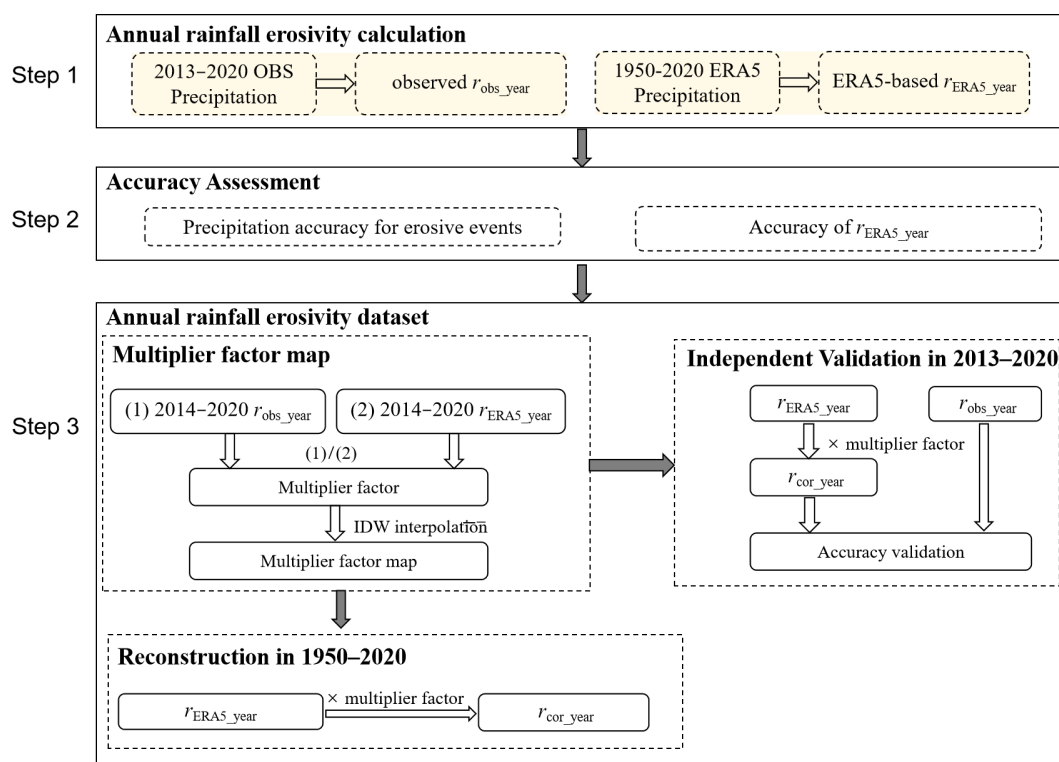 Annual rainfall erosivity calculation
Step 1
2013–2020 OBS
Precipitation
observed r_obs_year
1950-2020 ERA5
Precipitation
ERA5-based r_ERA5_year
Accuracy Assessment
Step 2
Precipitation accuracy for erosive events
Accuracy of r_ERA5_year
Annual rainfall erosivity dataset
Step 3
Multiplier factor map
(1) 2014–2020 r_obs_year
(2) 2014–2020 r_ERA5_year
(1)/(2)
Multiplier factor
IDW interpolation
Multiplier factor map
Independent Validation in 2013–2020
r_ERA5_year
r_obs_year
× multiplier factor
r_cor_year
Accuracy validation
Reconstruction in 1950–2020
r_ERA5_year
× multiplier factor
r_cor_year